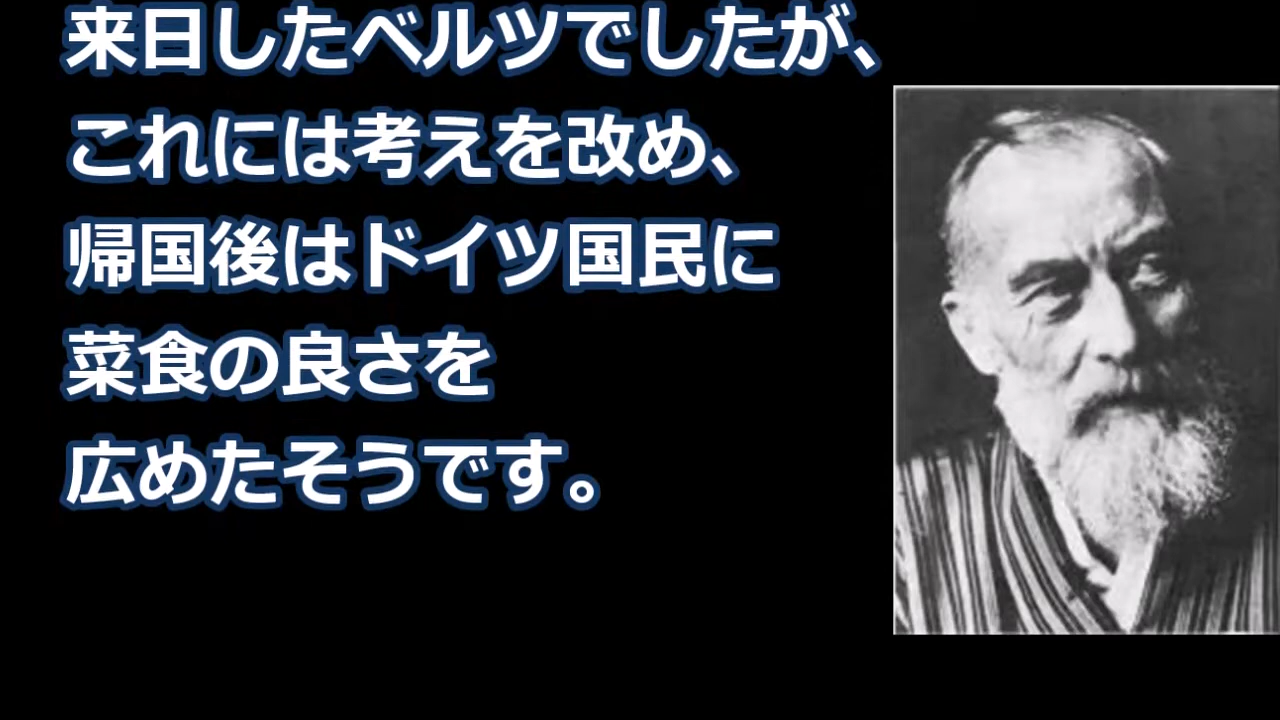 来日したベルツでしたが、
これには考えを改め、
帰国後はドイツ国民に
菜食の良さを
広めたそうです。